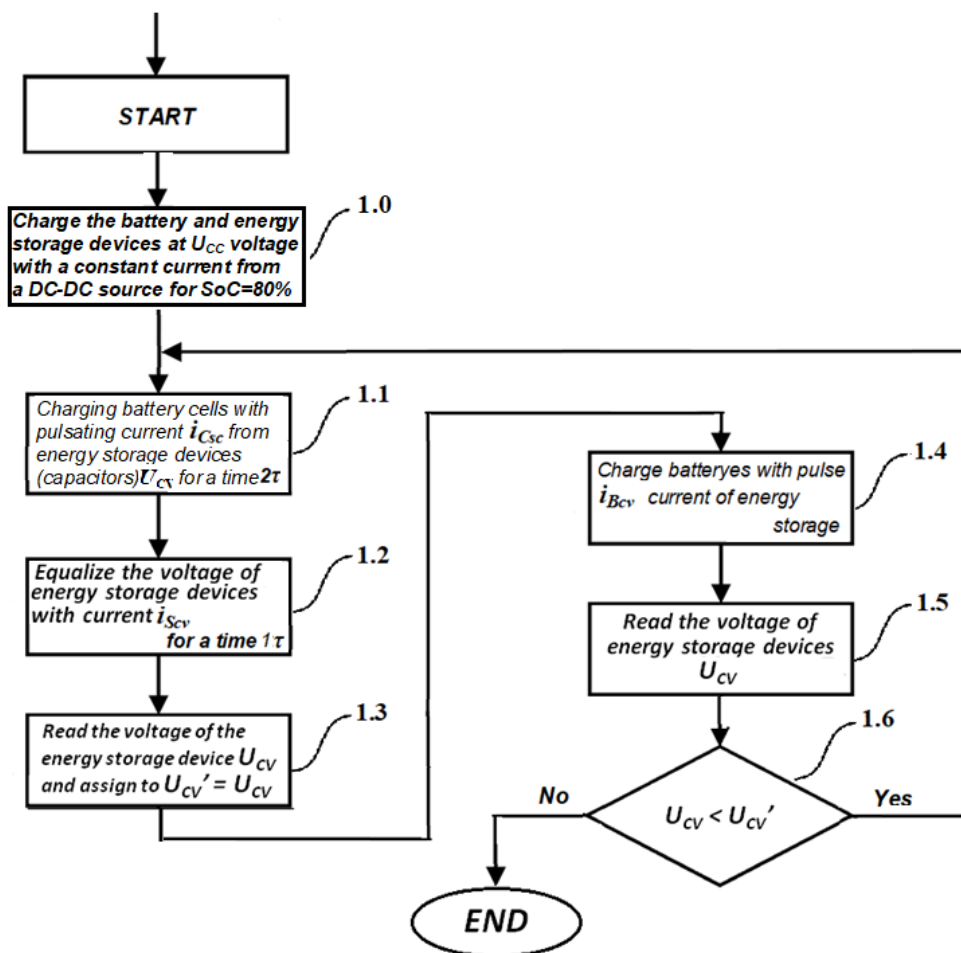 START
1.0
Charge the battery and energy
storage devices at UCC voltage
with a constant current from
a DC-DC source for SoC=80%
1.1
Charging battery cells with
pulsating current iCsc from
energy storage devices
(capacitors)UCV for a time 2τ
1.2
Equalize the voltage of
energy storage devices
with current iScv
for a time 1τ
1.3
Read the voltage of the
energy storage device UCV
and assign to UCV' = UCV
1.4
Charge batteryes with pulse
iBcv current of energy
storage
1.5
Read the voltage of
energy storage devices
UCV
1.6
No
UCV < UCV'
Yes
END